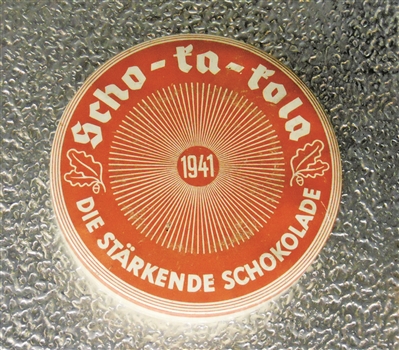 Scho-ka-kola
1941
DIE STÄRKENDE SCHOKOLADE